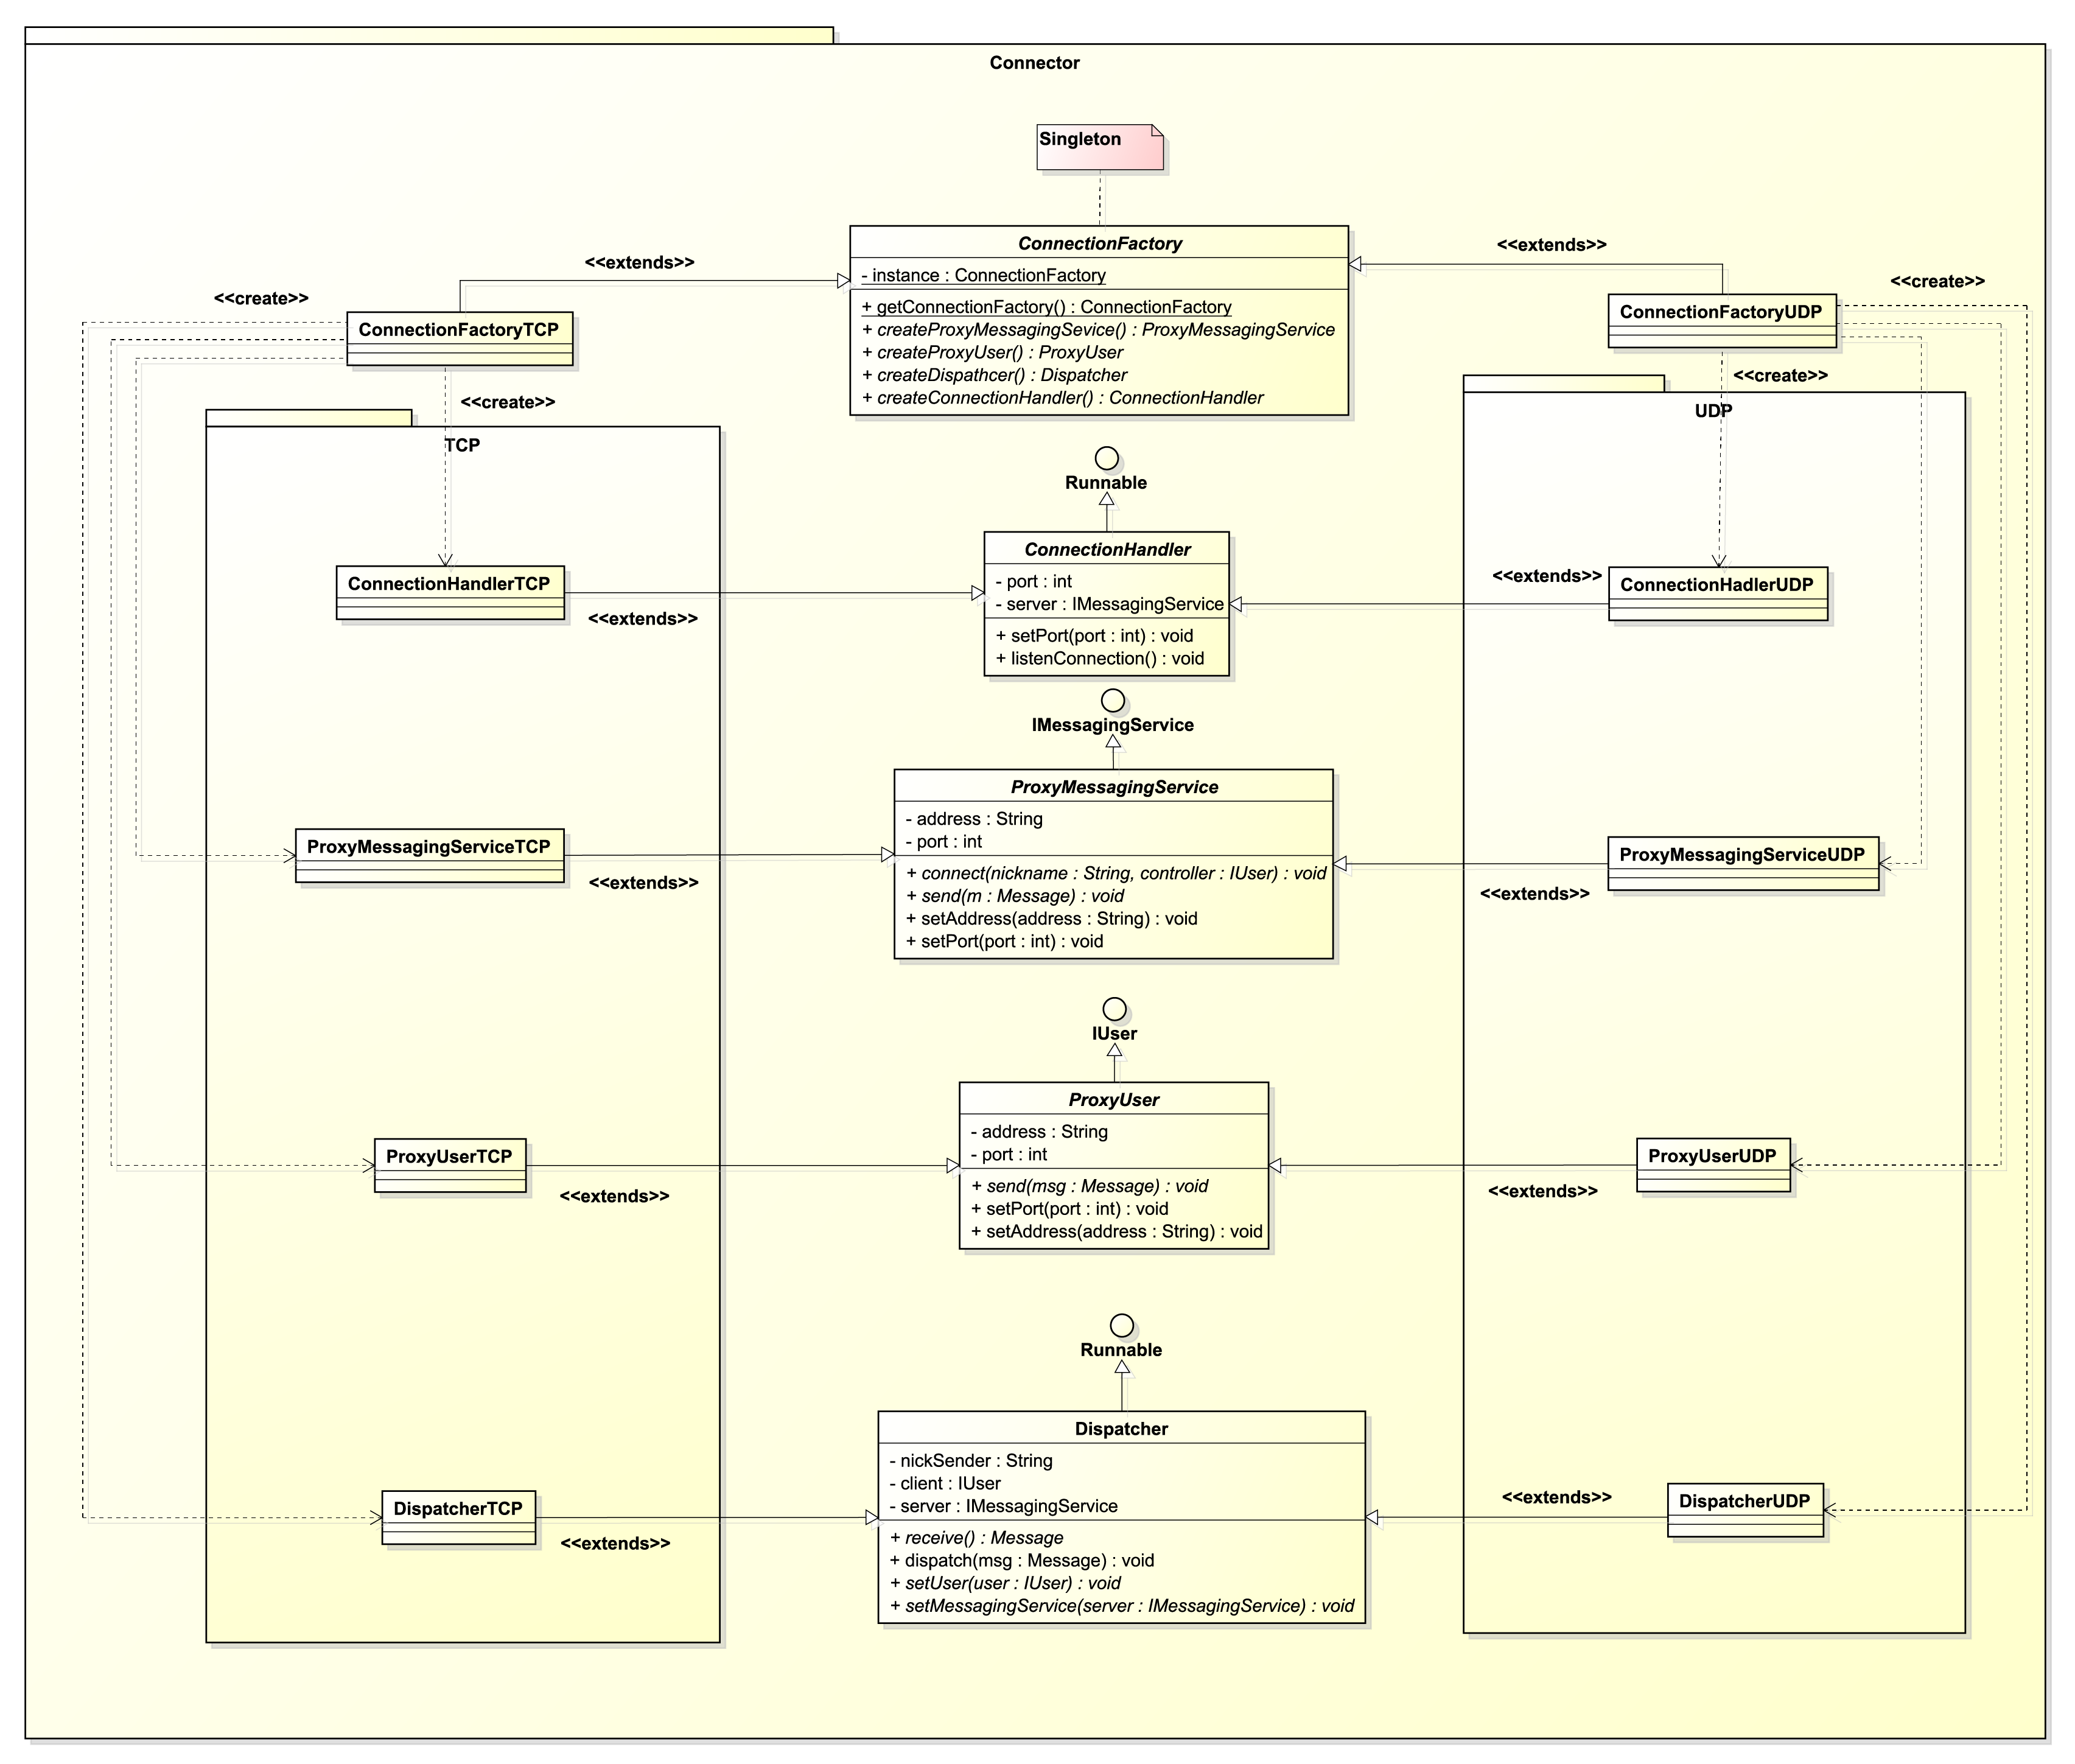 Connector
Singleton
ConnectionFactory
- instance : ConnectionFactory
+ getConnectionFactory() : ConnectionFactory
+ createProxyMessagingSevice() : ProxyMessagingService
+ createProxyUser() : ProxyUser
+ createDispathcer() : Dispatcher
+ createConnectionHandler() : ConnectionHandler
<<extends>>
<<extends>>
<<create>>
ConnectionFactoryTCP
<<create>>
<<create>>
ConnectionFactoryUDP
<<create>>
TCP
UDP
Runnable
ConnectionHandler
- port : int
- server : IMessagingService
+ setPort(port : int) : void
+ listenConnection() : void
ConnectionHandlerTCP
<<extends>>
<<extends>>
ConnectionHadlerUDP
IMessagingService
ProxyMessagingService
- address : String
- port : int
+ connect(nickname : String, controller : IUser) : void
+ send(m : Message) : void
+ setAddress(address : String) : void
+ setPort(port : int) : void
ProxyMessagingServiceTCP
<<extends>>
ProxyMessagingServiceUDP
<<extends>>
IUser
ProxyUser
- address : String
- port : int
+ send(msg : Message) : void
+ setPort(port : int) : void
+ setAddress(address : String) : void
ProxyUserTCP
<<extends>>
ProxyUserUDP
<<extends>>
Runnable
Dispatcher
- nickSender : String
- client : IUser
- server : IMessagingService
+ receive() : Message
+ dispatch(msg : Message) : void
+ setUser(user : IUser) : void
+ setMessagingService(server : IMessagingService) : void
DispatcherTCP
<<extends>>
<<extends>>
DispatcherUDP